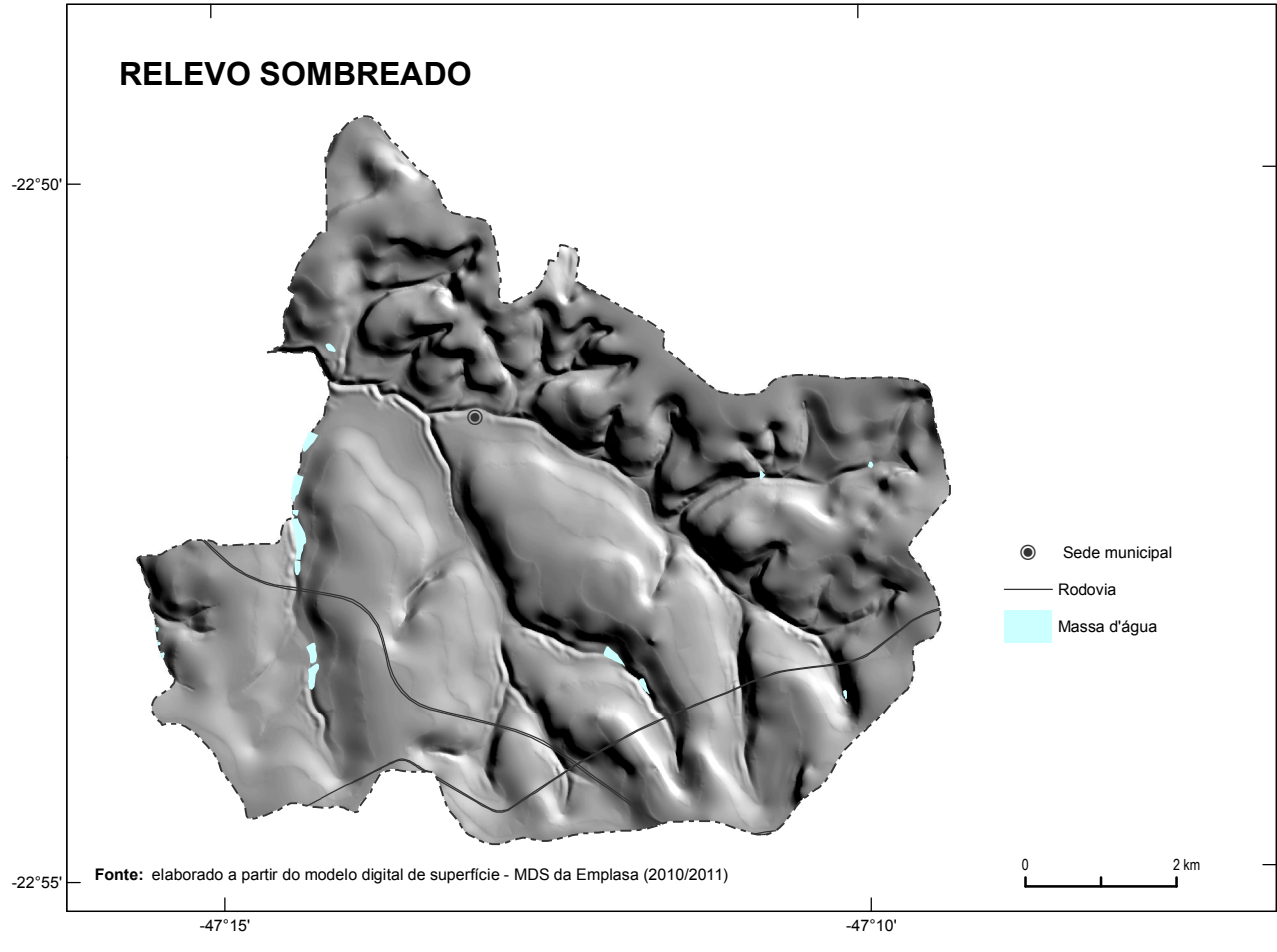 RELEVO SOMBREADO
-22°50'
Sede municipal
Rodovia
Massa d'água
0 2 km
Fonte: elaborado a partir do modelo digital de superfície - MDS da Emplasa (2010/2011)
-22°55'
-47°15' -47°10'